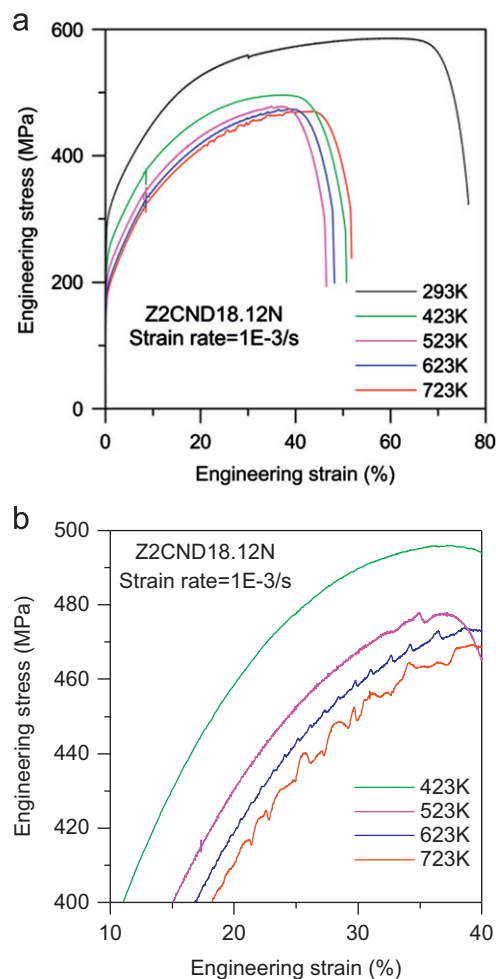 a
600
400
200
0
Engineering stress (MPa)
Z2CND18.12N
Strain rate=1E-3/s
293K
423K
523K
623K
723K
0 20 40 60 80
Engineering strain (%)
b
500
480
460
440
420
400
Engineering stress (MPa)
Z2CND18.12N
Strain rate=1E-3/s
423K
523K
623K
723K
10 20 30 40
Engineering strain (%)